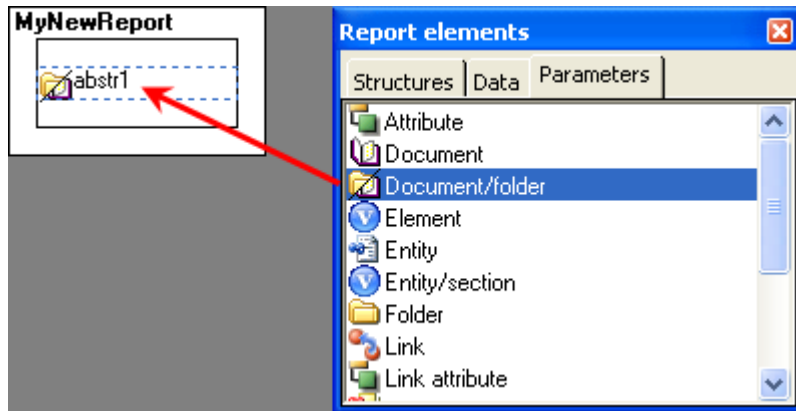 MyNewReport
abstr1
Report elements
Structures Data Parameters
Attribute
Document
Document/folder
Element
Entity
Entity/section
Folder
Link
Link attribute